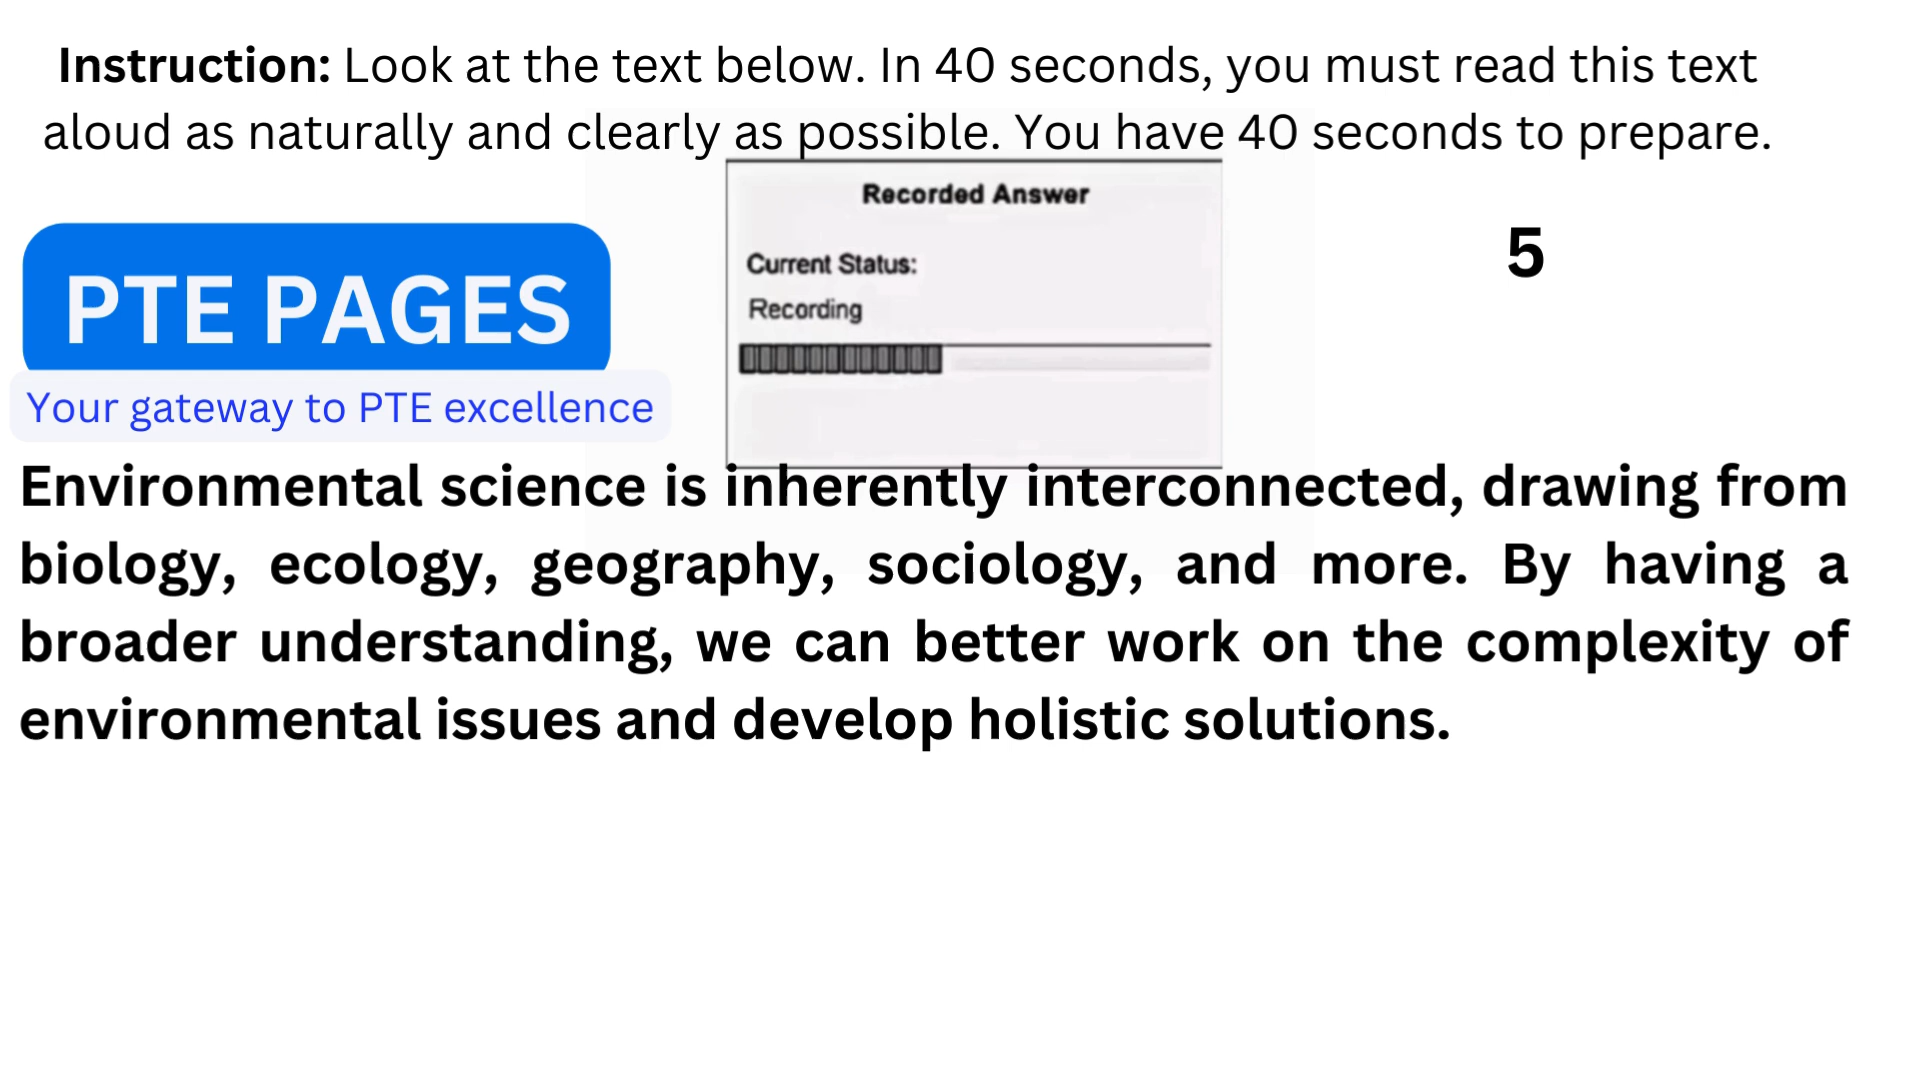 Instruction: Look at the text below. In 40 seconds, you must read this text
aloud as naturally and clearly as possible. You have 40 seconds to prepare.
Recorded Answer
Current Status:
Recording
5
PTE PAGES
Your gateway to PTE excellence
Environmental science is inherently interconnected, drawing from
biology, ecology, geography, sociology, and more. By having a
broader understanding, we can better work on the complexity of
environmental issues and develop holistic solutions.